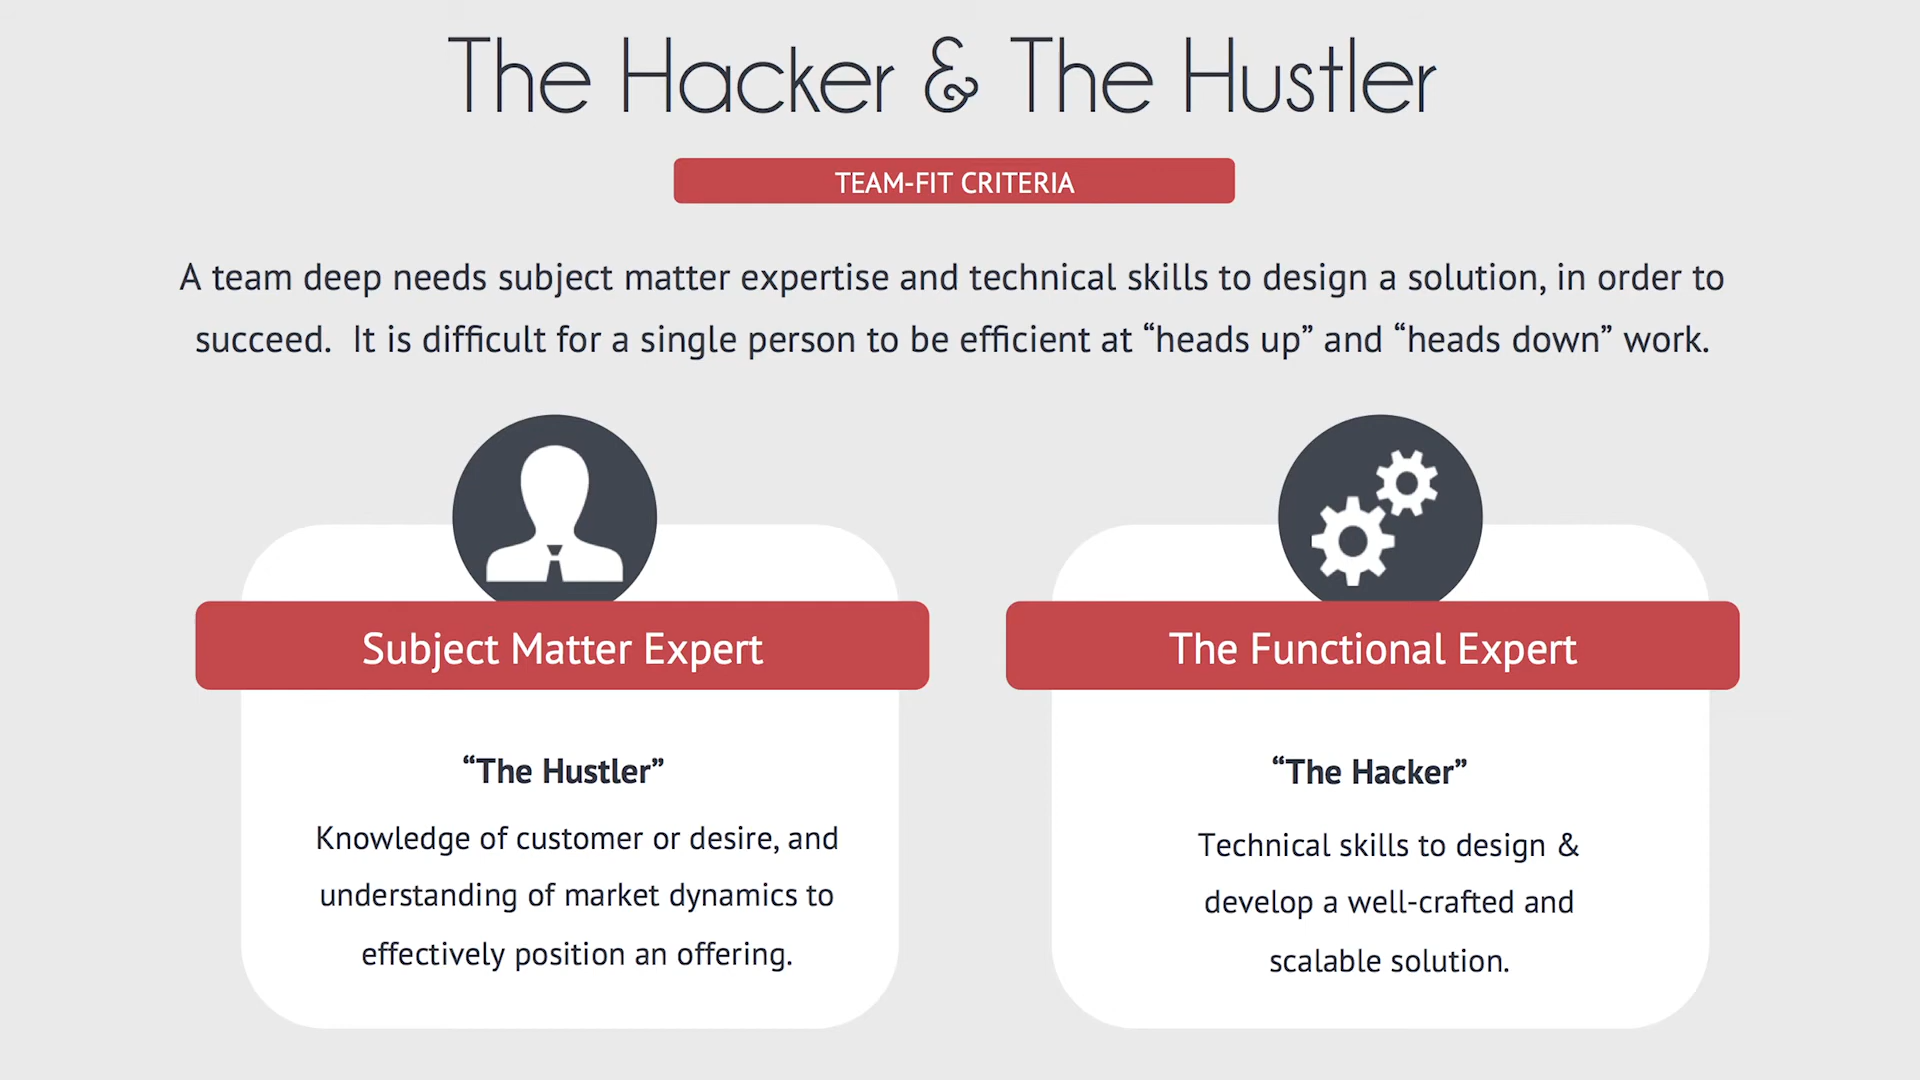 The Hacker & The Hustler
TEAM-FIT CRITERIA
A team deep needs subject matter expertise and technical skills to design a solution, in order to
succeed.  It is difficult for a single person to be efficient at “heads up” and “heads down” work.
Subject Matter Expert
“The Hustler”
Knowledge of customer or desire, and
understanding of market dynamics to
effectively position an offering.
The Functional Expert
“The Hacker”
Technical skills to design &
develop a well-crafted and
scalable solution.